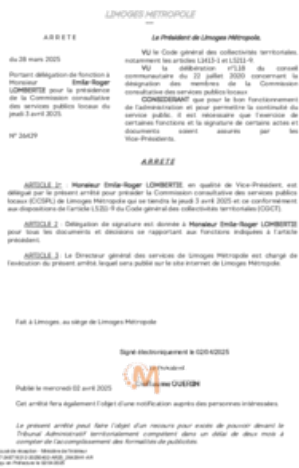 LIMOGES METROPOLE
A R R E T E
du 28 mars 2025
Portant délégation de fonction à
Monsieur Emile-Roger
LOMBERTIE pour la présidence
de la Commission consultative
des services publics locaux du
jeudi 3 avril 2025.
N° 26429
Le Président de Limoges Métropole,
VU le Code général des collectivités territoriales,
notamment les articles L1413-1 et L5211-9
VU la délibération n°1.18 du conseil
communautaire du 22 juillet 2020 concernant la
désignation des membres de la Commission
consultative des services publics locaux
CONSIDERANT que pour le bon fonctionnement
de l'administration et pour permettre la continuité du
service public, il est nécessaire que l'exercice de
certaines fonctions et la signature de certains actes et
documents soient assurés par les
Vice-Présidents.
A R R E T E
ARTICLE 1er : Monsieur Emile-Roger LOMBERTIE, en qualité de Vice-Président, est
délégué par le présent arrêté pour présider la Commission consultative des services publics
locaux (CCSPL) de Limoges Métropole qui se tiendra le jeudi 3 avril 2025 et ce conformément
aux dispositions de l'article L5211-9 du Code général des collectivités territoriales (CGCT).
ARTICLE 2 : Délégation de signature est donnée à Monsieur Emile-Roger LOMBERTIE
pour tous les documents et décisions se rapportant aux fonctions indiquées à l'article
précédent.
ARTICLE 3 : Le Directeur général des services de Limoges Métropole est chargé de
l'exécution du présent arrêté lequel sera publié sur le site internet de Limoges Métropole.
Fait à Limoges, au siège de Limoges Métropole
Signé électroniquement le 02/04/2025
Président
GUERIN
Publié le mercredi 02 avril 2025
Cet arrêté fera également l'objet d'une notification auprès des personnes intéressées.
Le présent arrêté peut faire l'objet d'un recours pour excès de pouvoir devant le
Tribunal Administratif territorialement compétent dans un délai de deux mois à
compter de l'accomplissement des formalités de publicités.